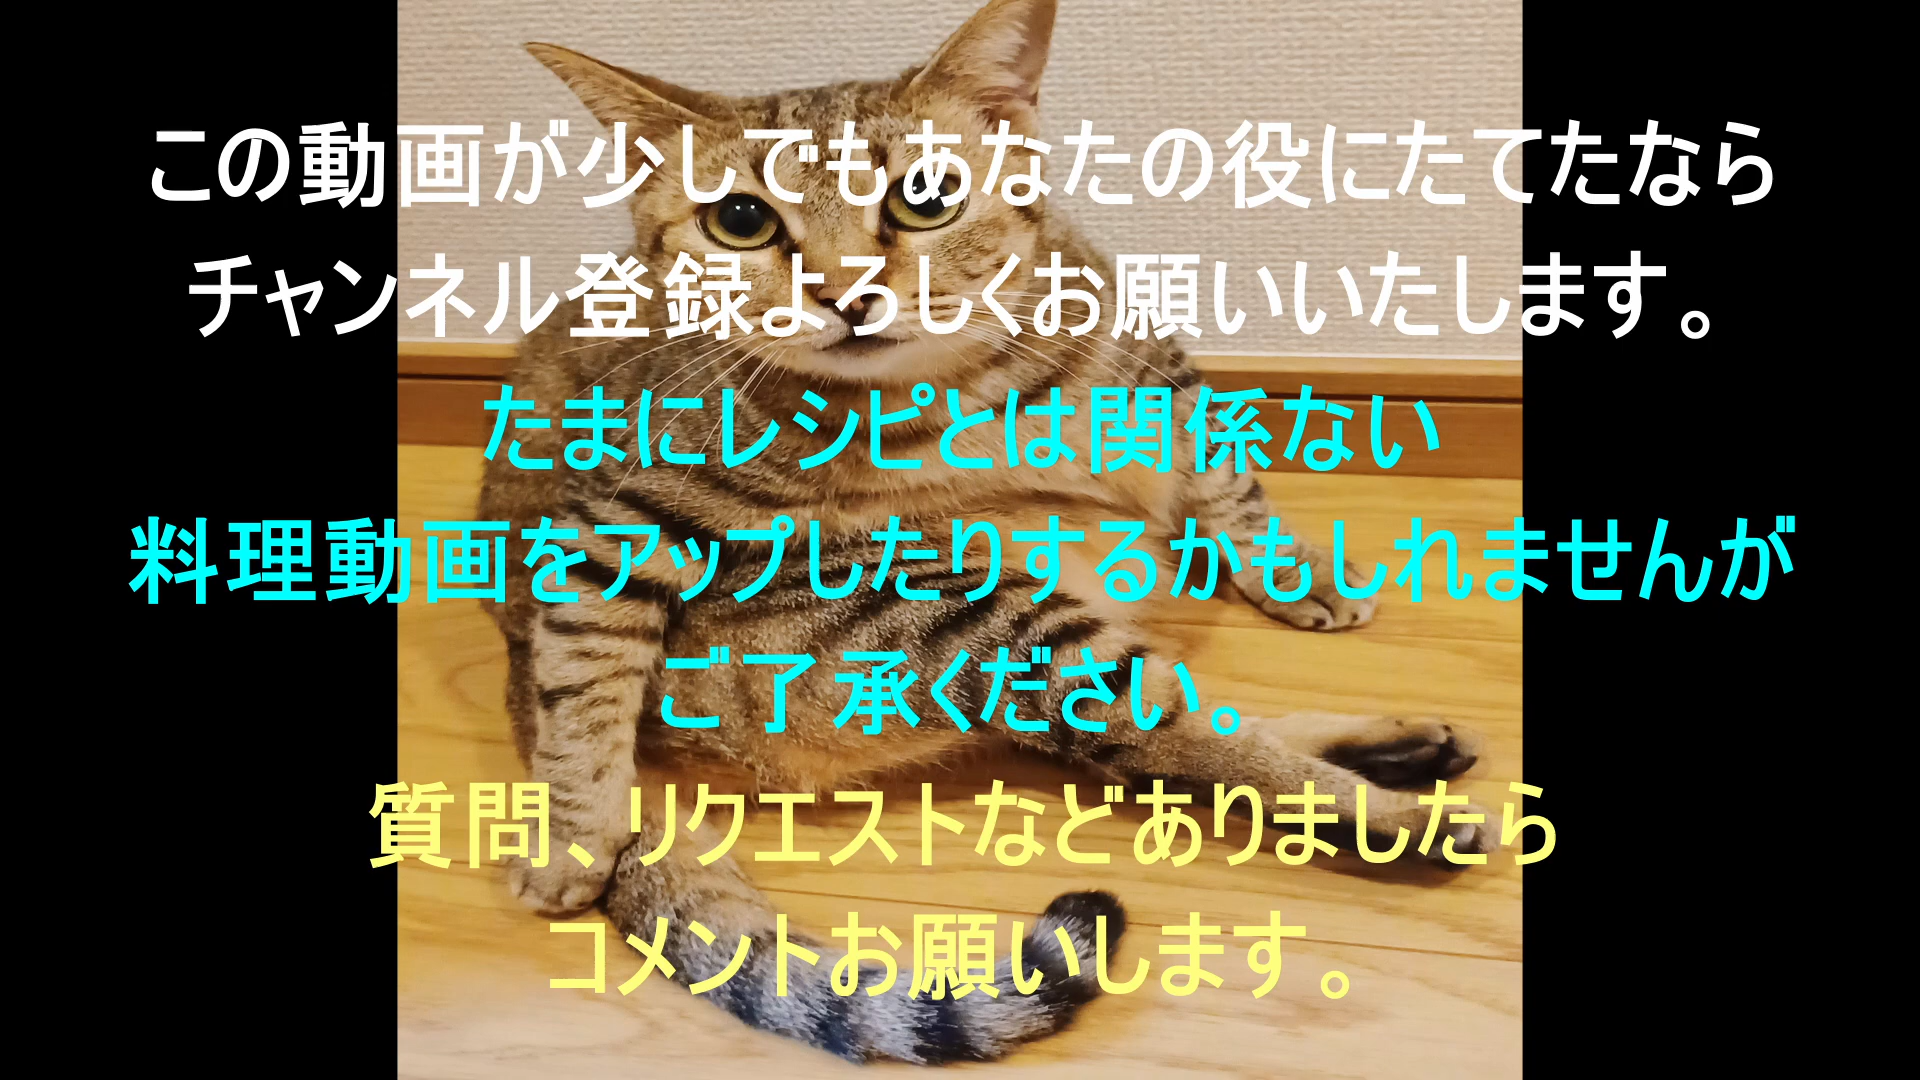 この動画が少しでもあなたの役にたてたなら
チャンネル登録よろしくお願いいたします。
たまにレシピとは関係ない
料理動画をアップしたりするかもしれませんが
ご了承ください。
質問、リクエストなどありましたら
コメントお願いします。